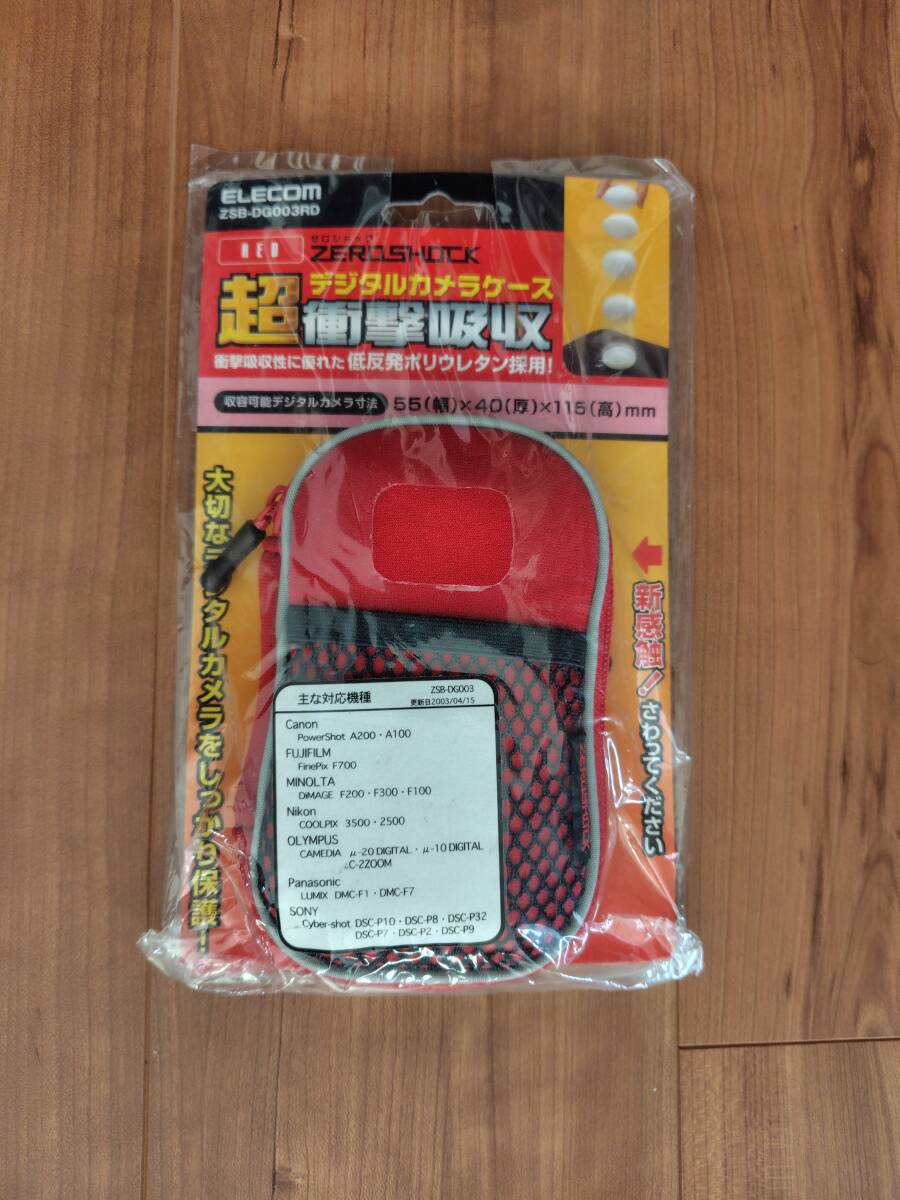 ELECOM
ZSB-DG003RD
RED
ゼロショック
ZEROSHOCK
デジタルカメラケース
超衝撃吸収
衝撃吸収性に優れた低反発ポリウレタン採用!
収容可能デジタルカメラ寸法 55(幅)×40(厚)×115(高)mm
大切なデジタルカメラをしっかり保護!
新感触!さわってください
主な対応機種
ZSB-DG003
更新日2003/04/15
Canon
PowerShot A200・A100
FUJIFILM
FinePix F700
MINOLTA
DiMAGE F200・F300・F100
Nikon
COOLPIX 3500・2500
OLYMPUS
CAMEDIA μ-20 DIGITAL・μ-10 DIGITAL
C-2ZOOM
Panasonic
LUMIX DMC-F1・DMC-F7
SONY
Cyber-shot DSC-P10・DSC-P8・DSC-P32
DSC-P7・DSC-P2・DSC-P9